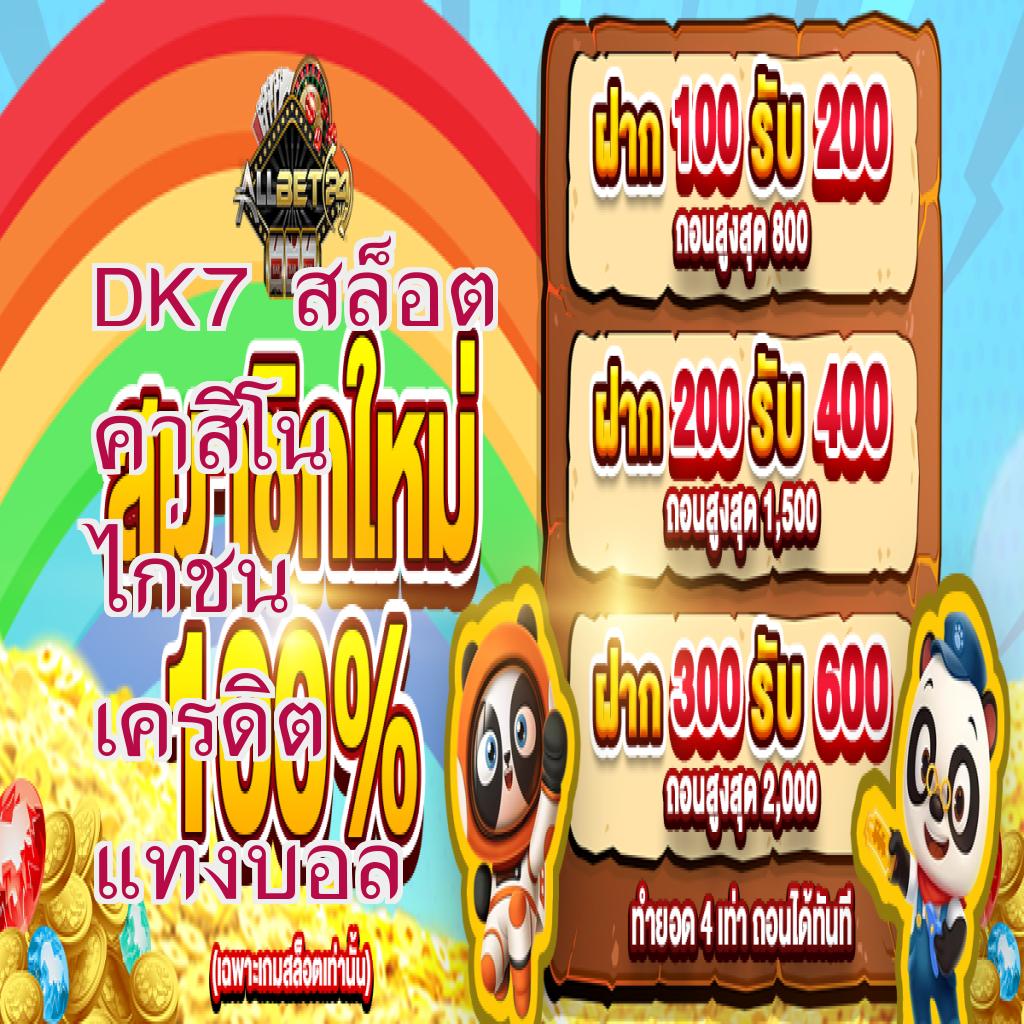 ALLBET24
DK7 สล็อต
คาสิโน
ไก่ชน
เครดิต
แทงบอล
สมาชิกใหม่
100%
(เฉพาะเกมสล็อตเท่านั้น)
ฝาก 100 รับ 200
ถอนสูงสุด 800
ฝาก 200 รับ 400
ถอนสูงสุด 1,500
ฝาก 300 รับ 600
ถอนสูงสุด 2,000
ทำยอด 4 เท่า ถอนได้ทันที